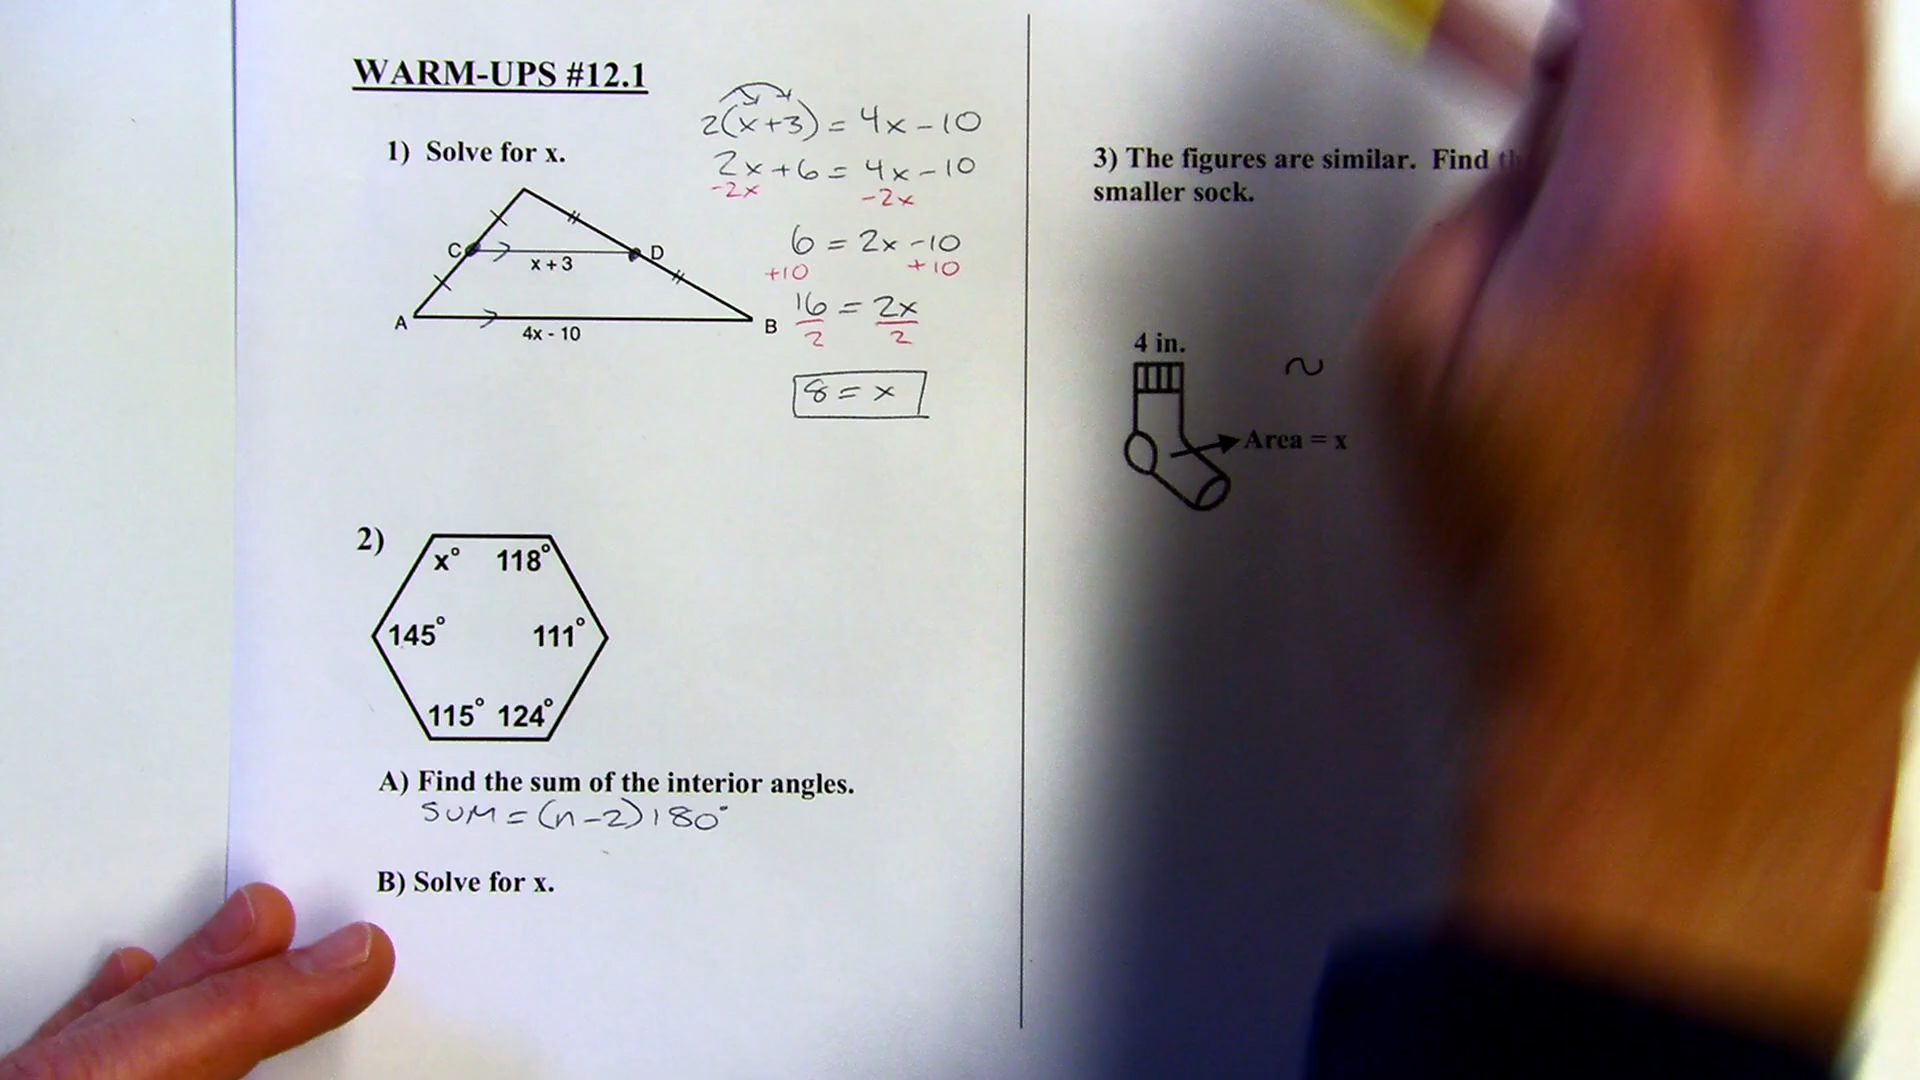 WARM-UPS #12.1
1) Solve for x.
C
D
x + 3
A
B
4x - 10
2(x+3) = 4x - 10
2x + 6 = 4x - 10
-2x -2x
6 = 2x - 10
+10 +10
16 = 2x
2 2
8 = x
2)
x° 118°
145° 111°
115° 124°
A) Find the sum of the interior angles.
SUM = (n-2)180°
B) Solve for x.
3) The figures are similar. Find
smaller sock.
4 in.
~
Area = x